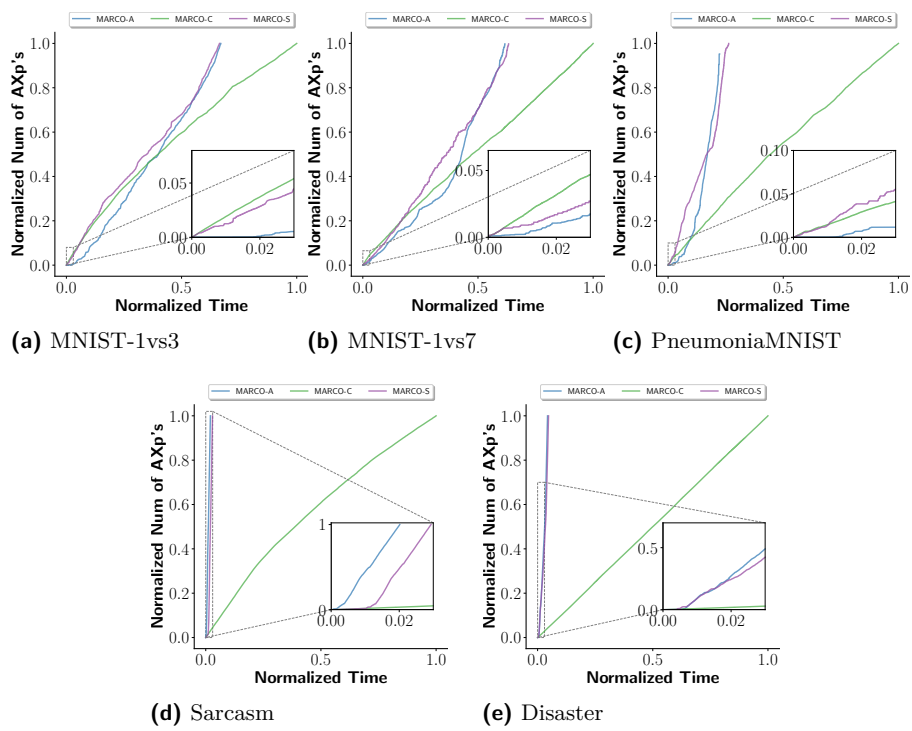 MARCO-A MARCO-C MARCO-S
Normalized Num of AXp's
1.0
0.8
0.6
0.4
0.2
0.0
0.05
0.00
0.00 0.02
0.0 0.5 1.0
Normalized Time
(a) MNIST-1vs3
MARCO-A MARCO-C MARCO-S
Normalized Num of AXp's
1.0
0.8
0.6
0.4
0.2
0.0
0.05
0.00
0.00 0.02
0.0 0.5 1.0
Normalized Time
(b) MNIST-1vs7
MARCO-A MARCO-C MARCO-S
Normalized Num of AXp's
1.0
0.8
0.6
0.4
0.2
0.0
0.10
0.05
0.00
0.00 0.02
0.0 0.5 1.0
Normalized Time
(c) PneumoniaMNIST
MARCO-A MARCO-C MARCO-S
Normalized Num of AXp's
1.0
0.8
0.6
0.4
0.2
0.0
1
0
0.00 0.02
0.0 0.5 1.0
Normalized Time
(d) Sarcasm
MARCO-A MARCO-C MARCO-S
Normalized Num of AXp's
1.0
0.8
0.6
0.4
0.2
0.0
0.5
0.0
0.00 0.02
0.0 0.5 1.0
Normalized Time
(e) Disaster